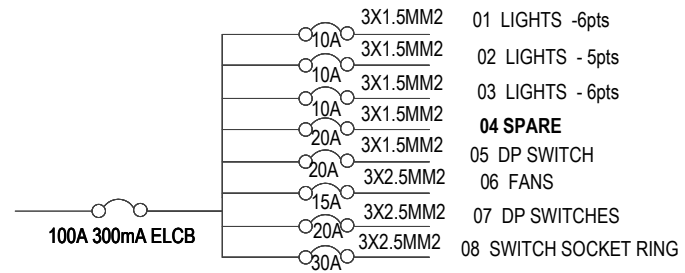 3X1.5MM2 01 LIGHTS -6pts
10A
3X1.5MM2 02 LIGHTS - 5pts
10A
3X1.5MM2 03 LIGHTS - 6pts
10A
3X1.5MM2 04 SPARE
20A
3X1.5MM2 05 DP SWITCH
20A
3X2.5MM2 06 FANS
15A
3X2.5MM2 07 DP SWITCHES
20A
3X2.5MM2 08 SWITCH SOCKET RING
30A
100A 300mA ELCB